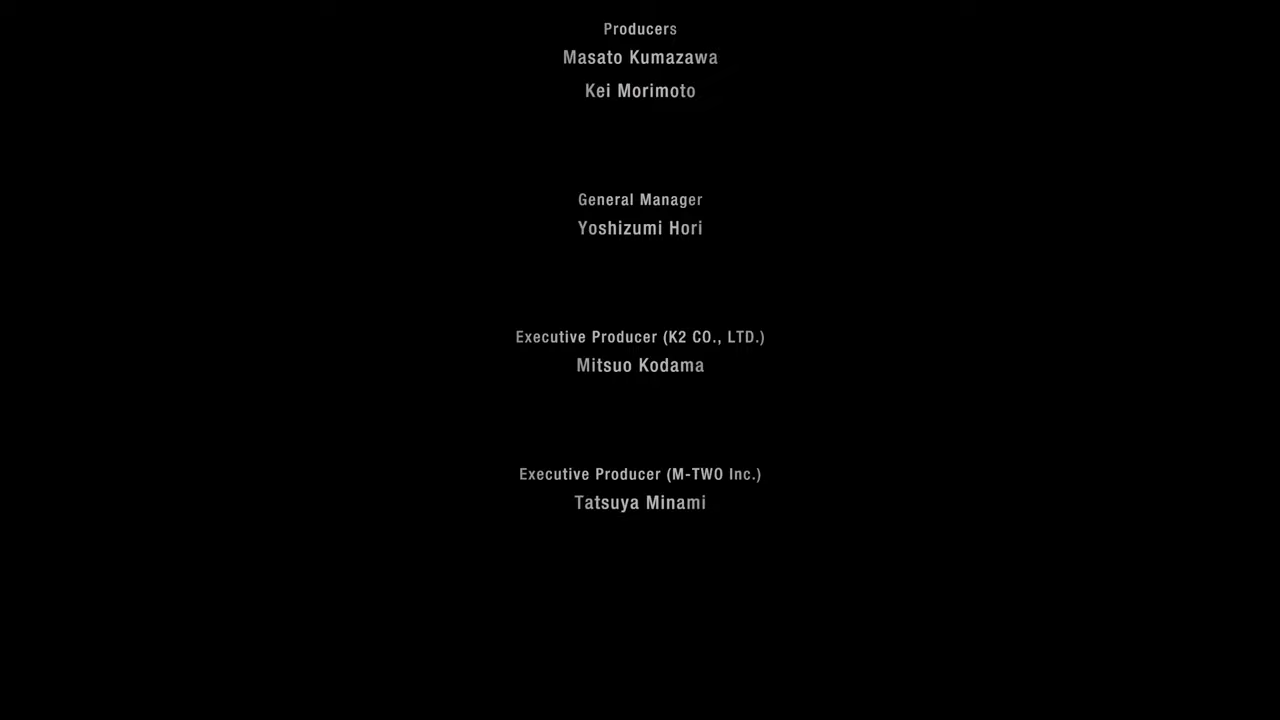 Producers
Masato Kumazawa
Kei Morimoto
General Manager
Yoshizumi Hori
Executive Producer (K2 CO., LTD.)
Mitsuo Kodama
Executive Producer (M-TWO Inc.)
Tatsuya Minami